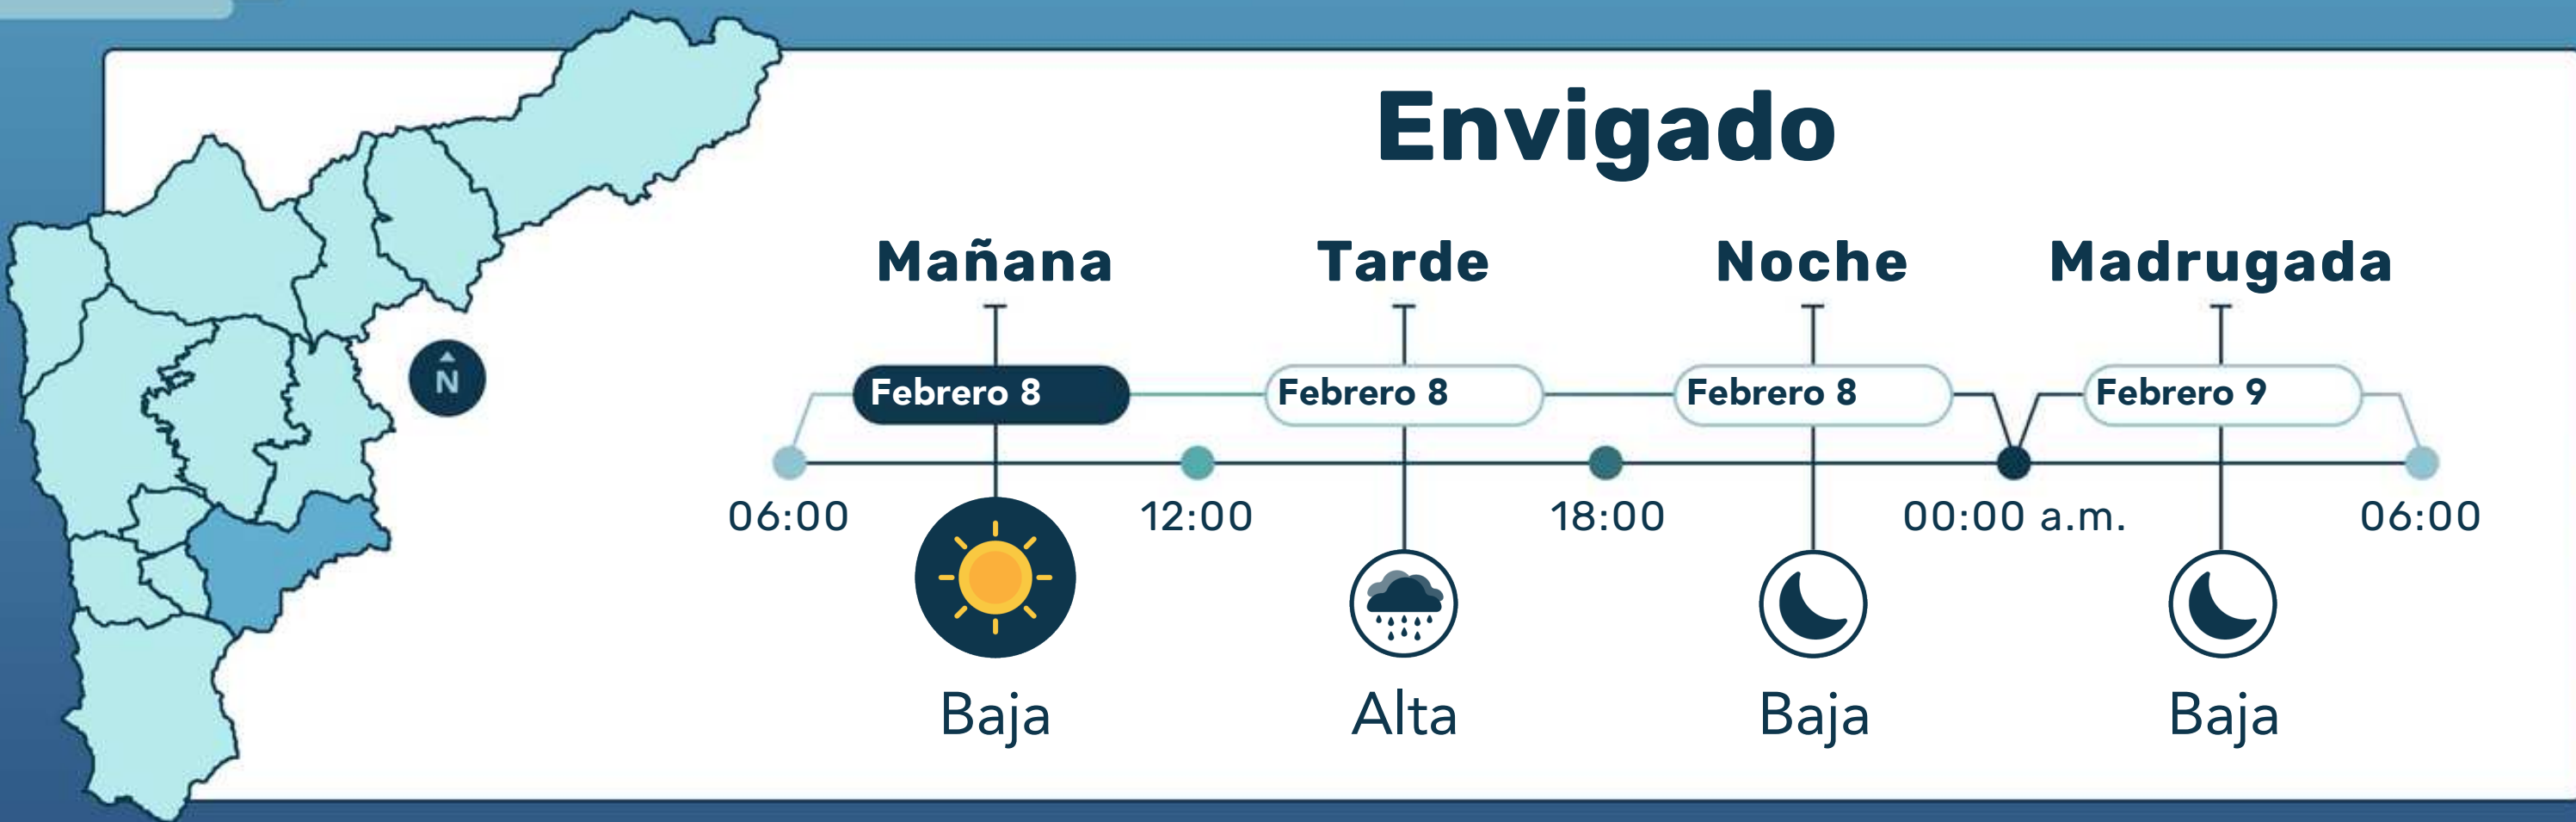 Envigado
Mañana Tarde Noche Madrugada
Febrero 8 Febrero 8 Febrero 8 Febrero 9
N
06:00 12:00 18:00 00:00 a.m. 06:00
Baja Alta Baja Baja